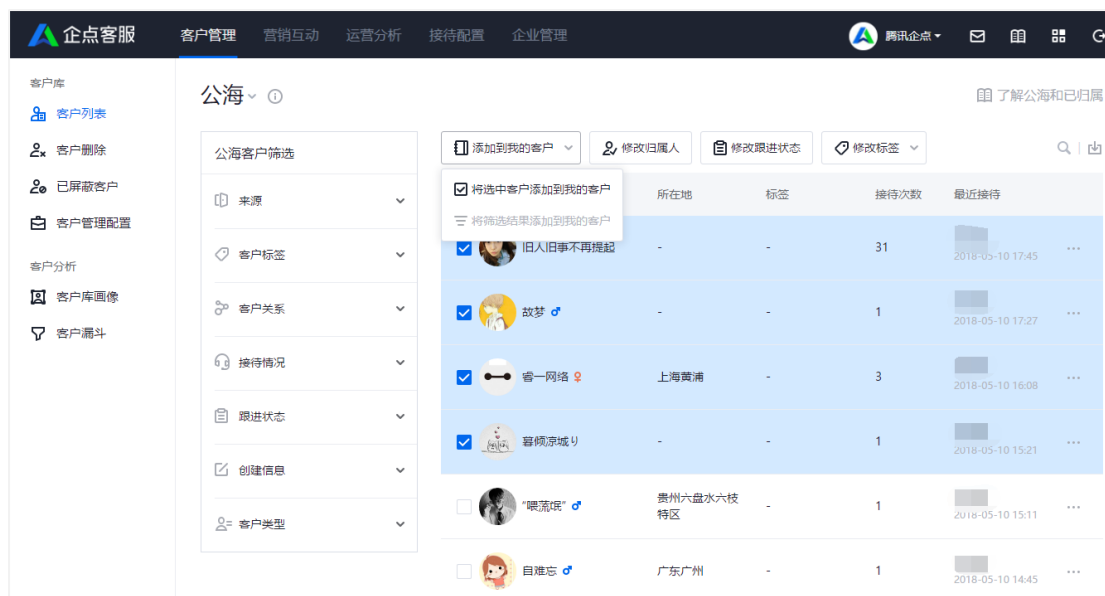 企点客服 客户管理 营销互动 运营分析 接待配置 企业管理 腾讯企点
客户库
客户列表
客户删除
已屏蔽客户
客户管理配置
客户分析
客户库画像
客户漏斗
公海
了解公海和已归属
公海客户筛选
来源
客户标签
客户关系
接待情况
跟进状态
创建信息
客户类型
添加到我的客户 修改归属人 修改跟进状态 修改标签
将选中客户添加到我的客户
将筛选结果添加到我的客户
所在地 标签 接待次数 最近接待
旧人旧事不再提起 - - 31 2018-05-10 17:45
故梦 - - 1 2018-05-10 17:27
睿一网络 上海黄浦 - 3 2018-05-10 16:08
暮倾凉城り - - 1 2018-05-10 15:21
"喂蓅氓" 贵州六盘水六枝
特区 - 1 2018-05-10 15:11
自难忘 广东广州 - 1 2018-05-10 14:45